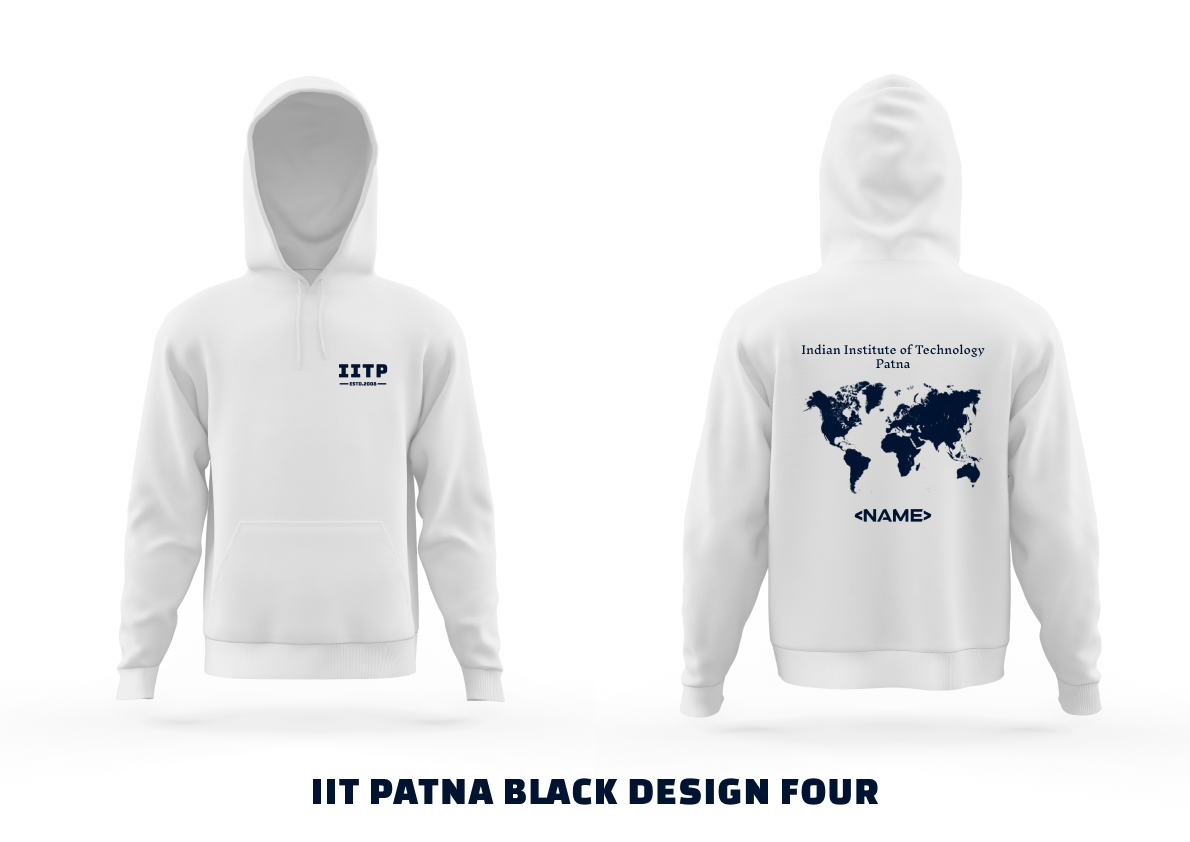 IITP
ESTD.2008
Indian Institute of Technology
Patna
<NAME>
IIT PATNA BLACK DESIGN FOUR